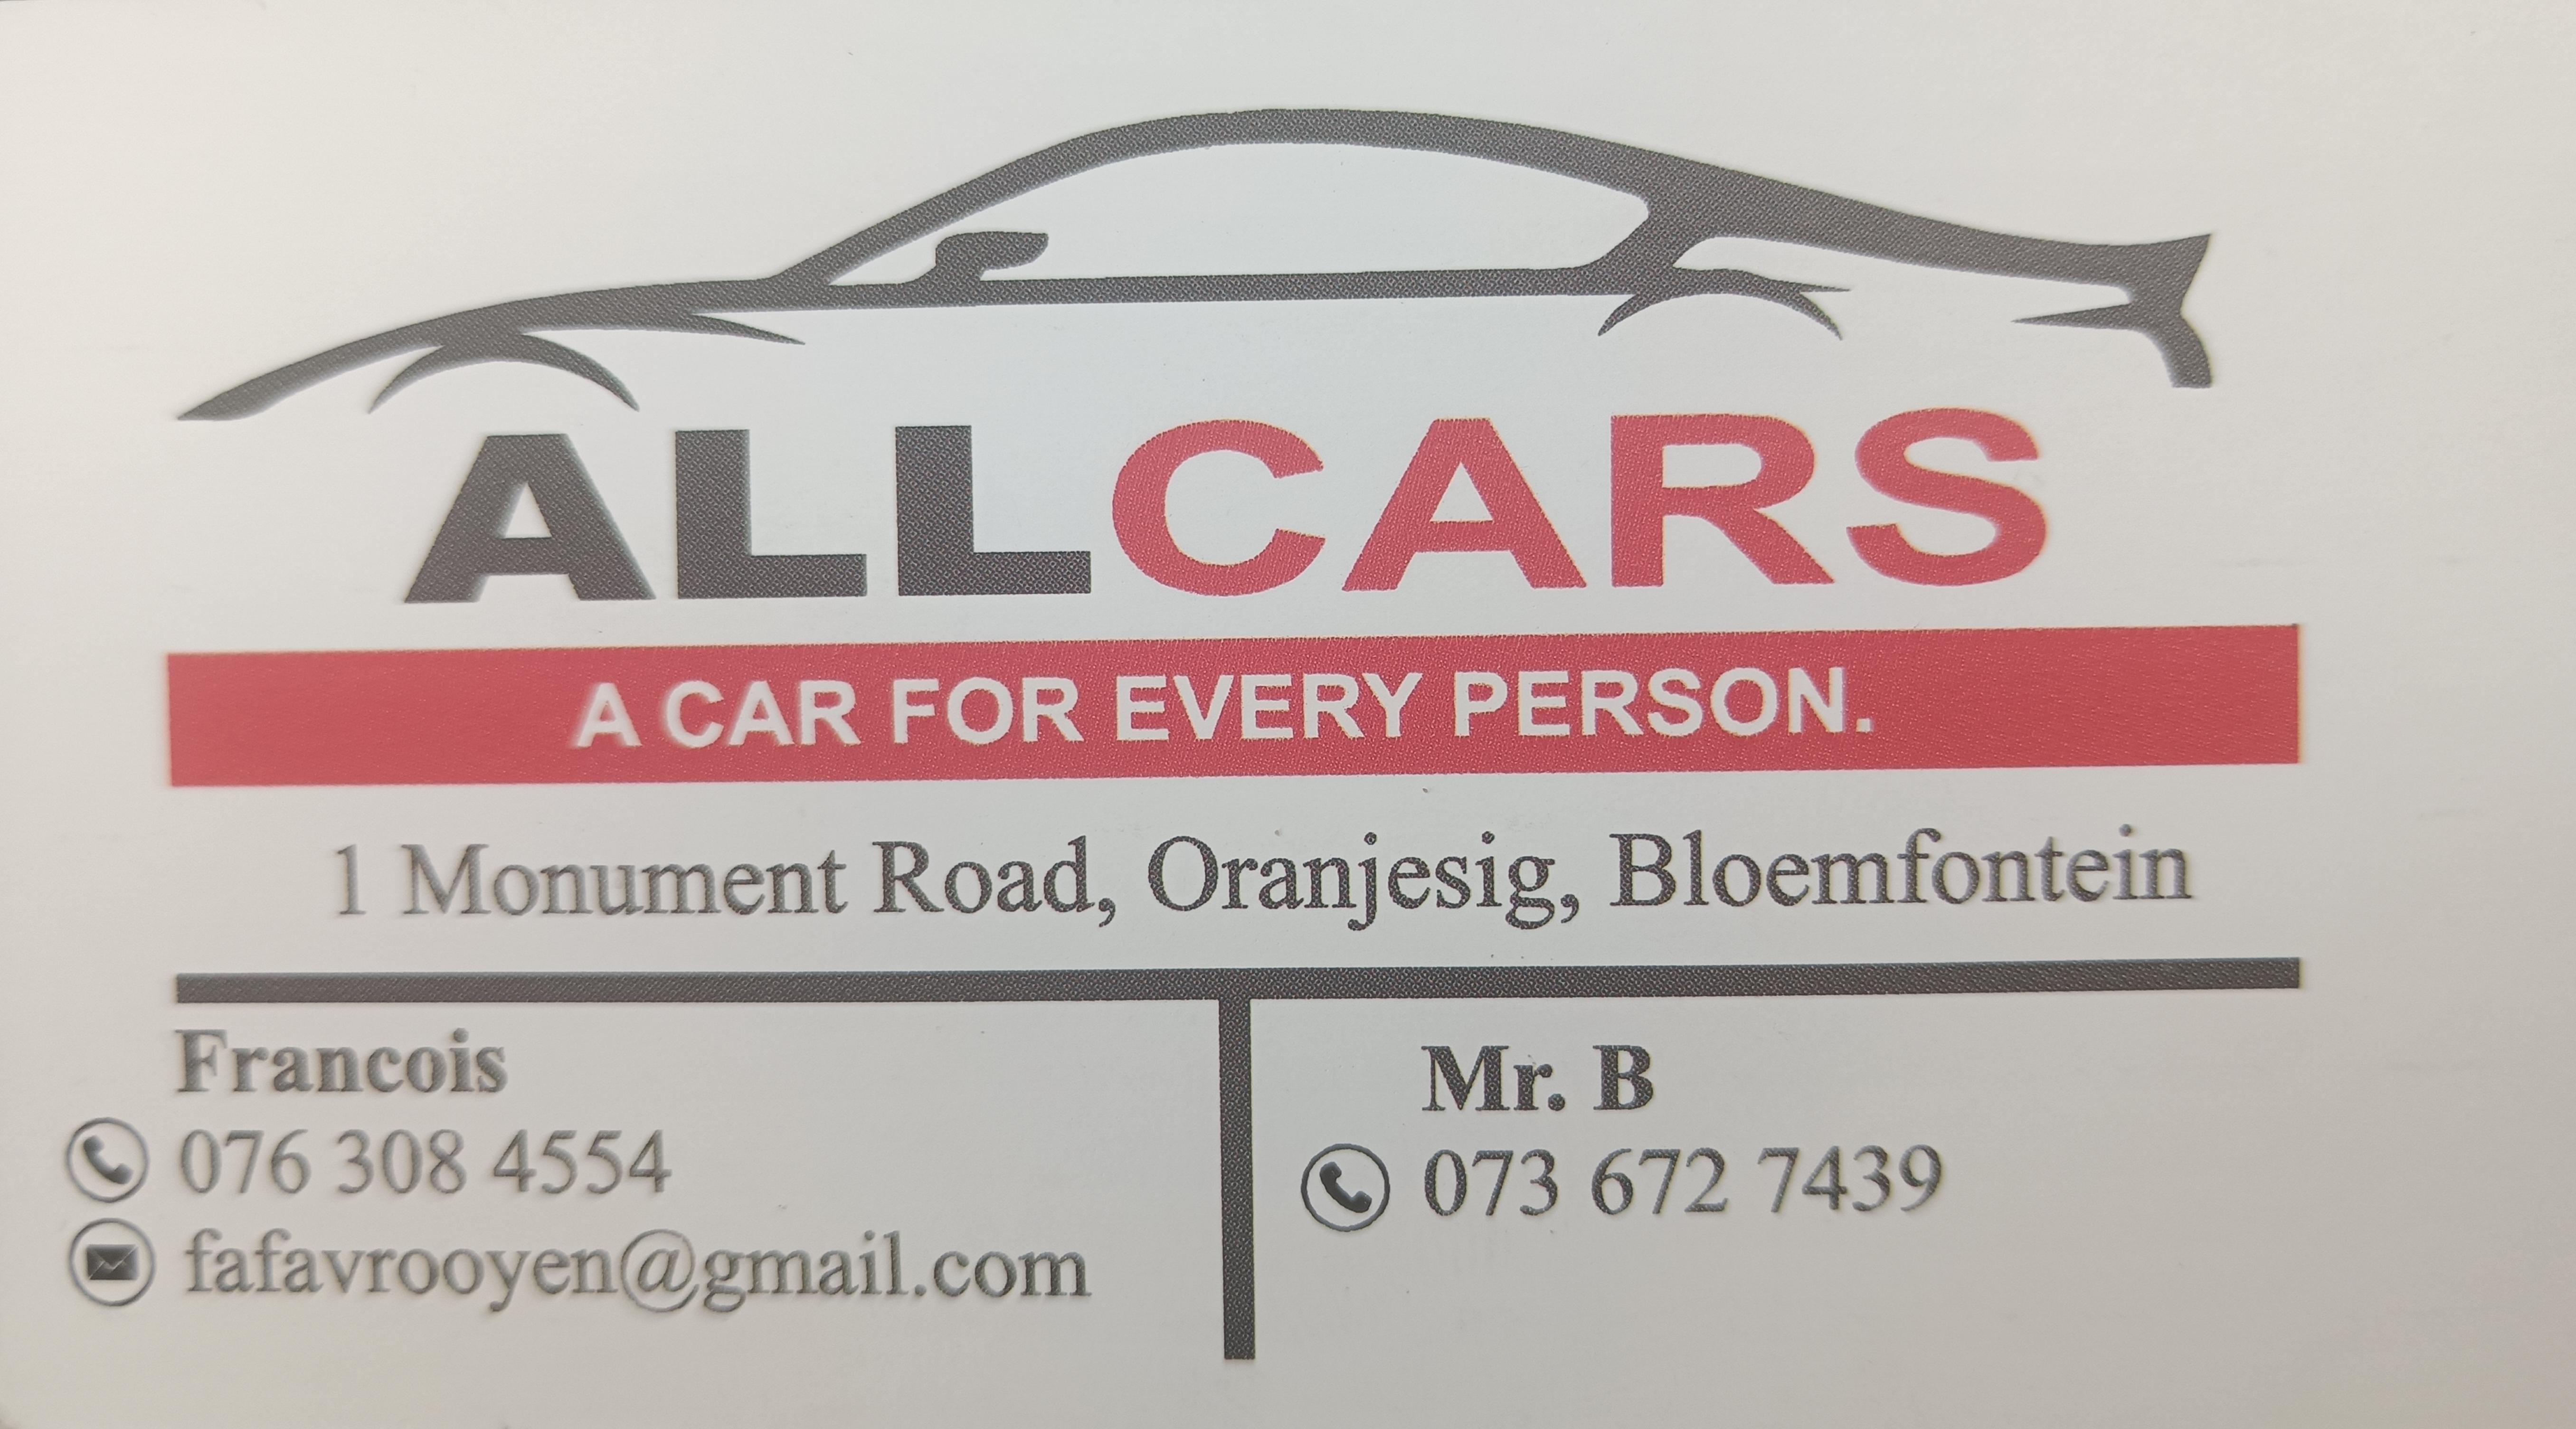 ALLCARS
A CAR FOR EVERY PERSON.
1 Monument Road, Oranjesig, Bloemfontein
Francois
076 308 4554
fafavrooyen@gmail.com
Mr. B
073 672 7439